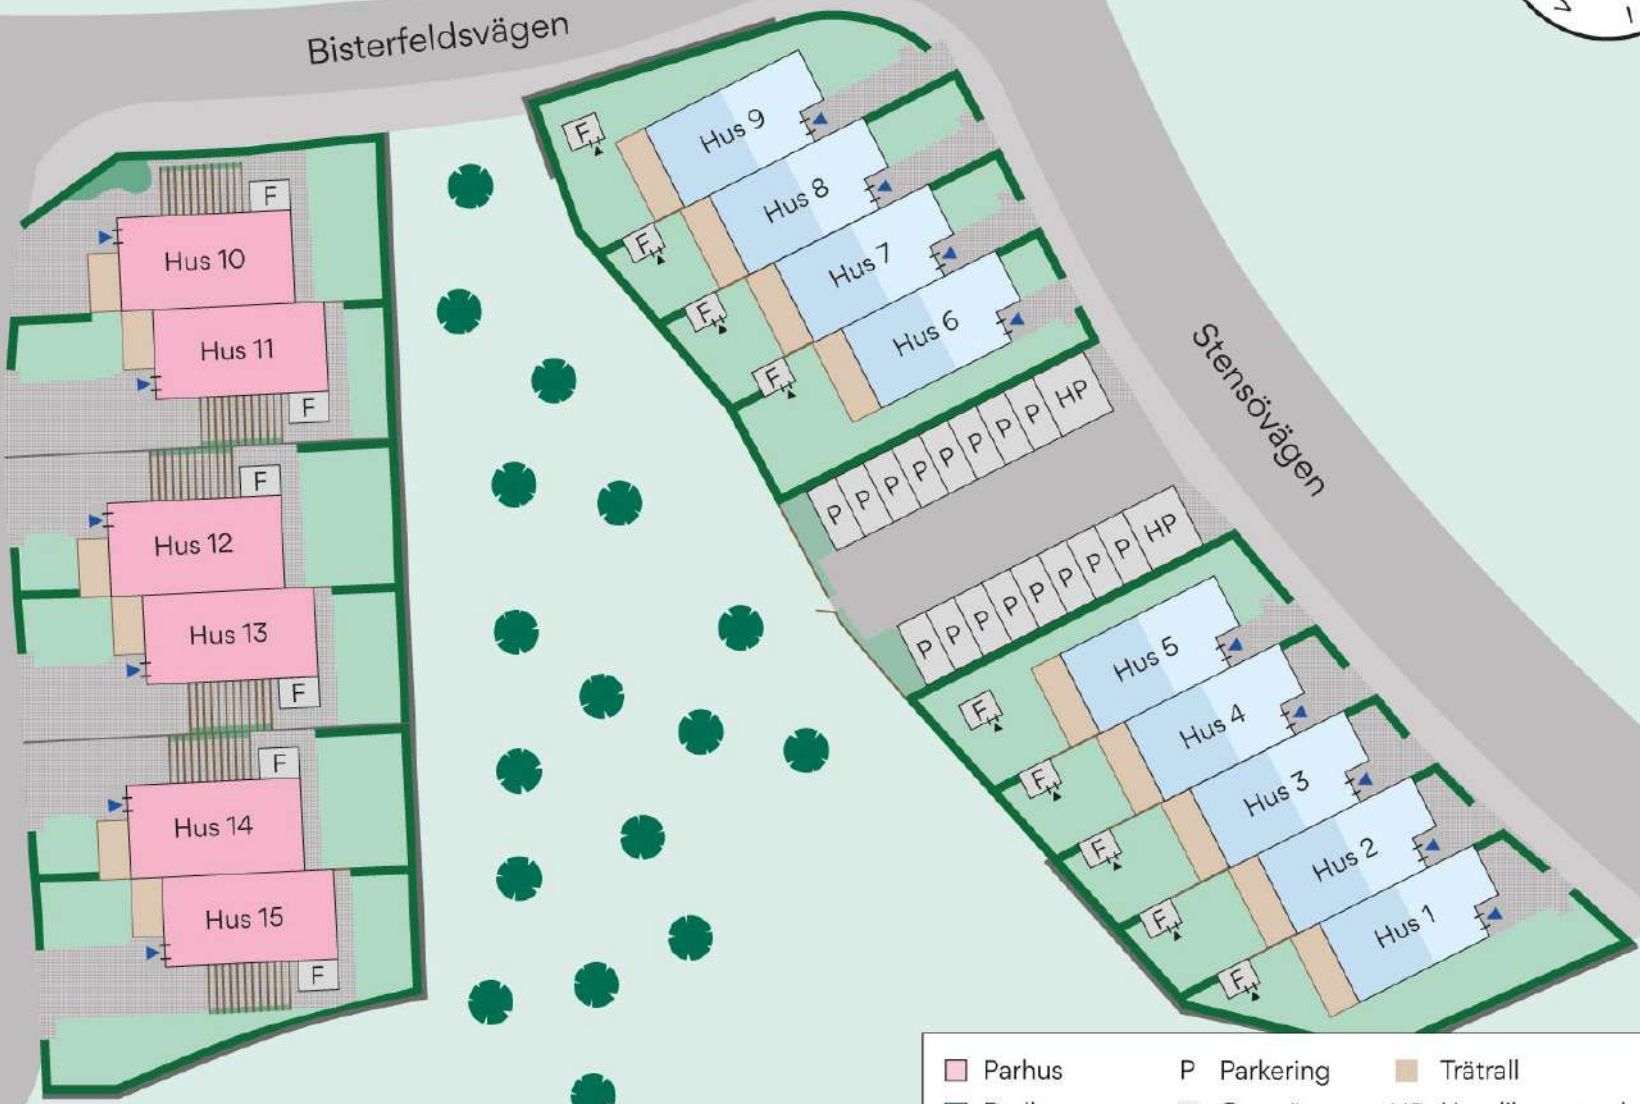 Bisterfeldsvägen
Stensövägen
F
Hus 9
F
Hus 8
F
Hus 7
F
Hus 6
P P P P P P P P HP
P P P P P P P P HP
F
Hus 10
Hus 11
F
F
Hus 12
Hus 13
F
F
Hus 14
Hus 15
F
F
Hus 5
F
Hus 4
F
Hus 3
F
Hus 2
F
Hus 1
Parhus
P Parkering
Trätrall